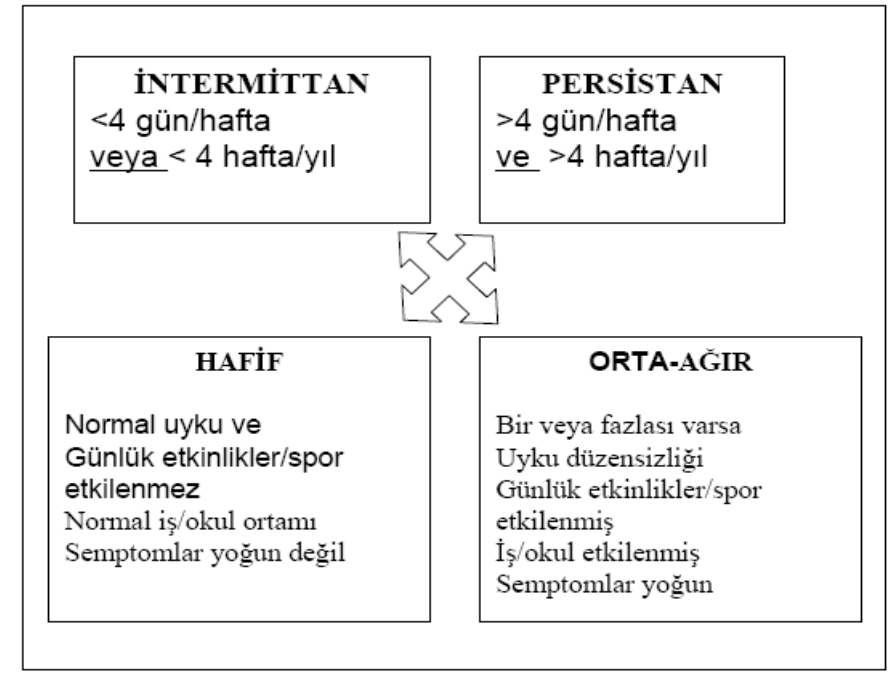 İNTERMİTTAN
<4 gün/hafta
veya < 4 hafta/yıl
PERSİSTAN
>4 gün/hafta
ve >4 hafta/yıl
HAFİF
Normal uyku ve
Günlük etkinlikler/spor
etkilenmez
Normal iş/okul ortamı
Semptomlar yoğun değil
ORTA-AĞIR
Bir veya fazlası varsa
Uyku düzensizliği
Günlük etkinlikler/spor
etkilenmiş
İş/okul etkilenmiş
Semptomlar yoğun